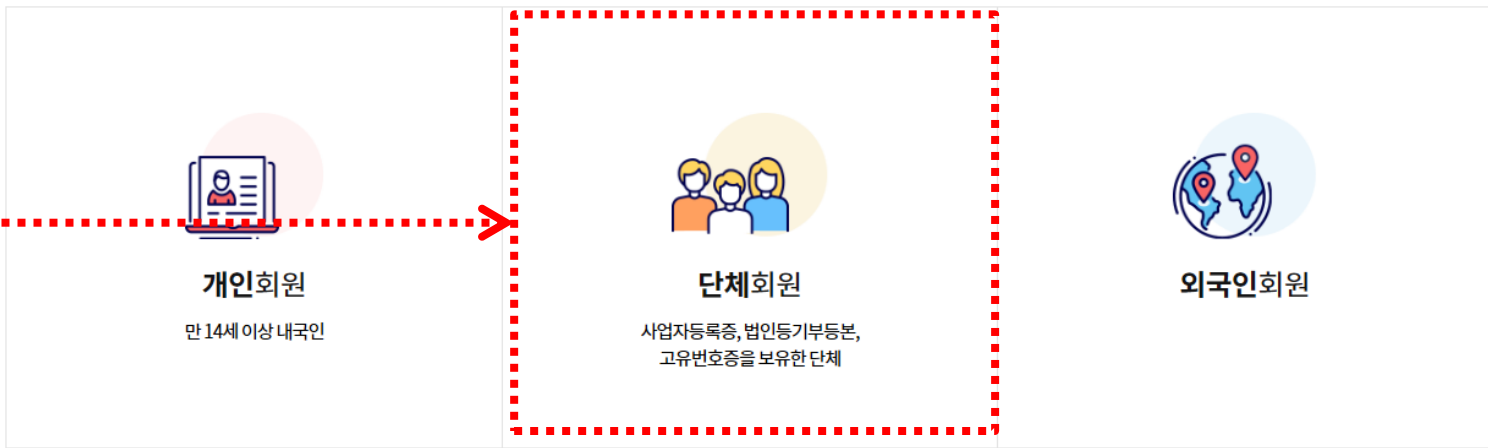 개인회원
만 14세 이상 내국인
단체회원
사업자등록증, 법인등기부등본,
고유번호증을 보유한 단체
외국인회원